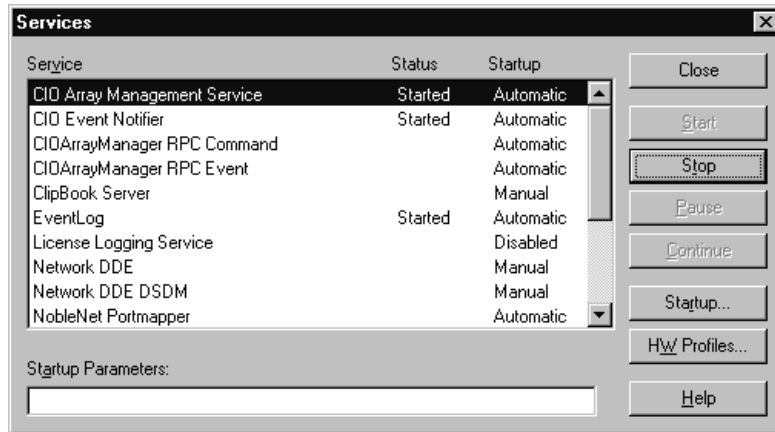 Services
Service Status Startup
CIO Array Management Service Started Automatic
CIO Event Notifier Started Automatic
CIOArrayManager RPC Command Automatic
CIOArrayManager RPC Event Automatic
ClipBook Server Manual
EventLog Started Automatic
License Logging Service Disabled
Network DDE Manual
Network DDE DSDM Manual
NobleNet Portmapper Automatic
Startup Parameters:
Close
Start
Stop
Pause
Continue
Startup...
HW Profiles...
Help